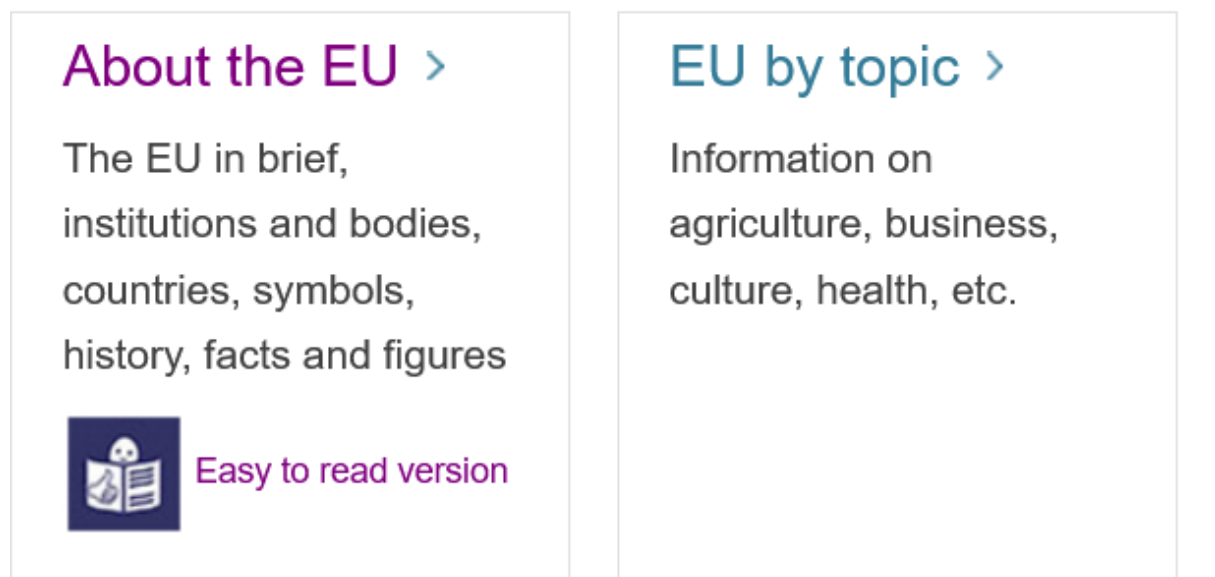 About the EU >
The EU in brief,
institutions and bodies,
countries, symbols,
history, facts and figures
Easy to read version
EU by topic >
Information on
agriculture, business,
culture, health, etc.